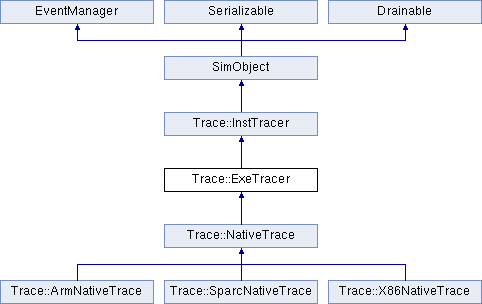 EventManager
Serializable
Drainable
SimObject
Trace::InstTracer
Trace::ExeTracer
Trace::NativeTrace
Trace::ArmNativeTrace
Trace::SparcNativeTrace
Trace::X86NativeTrace